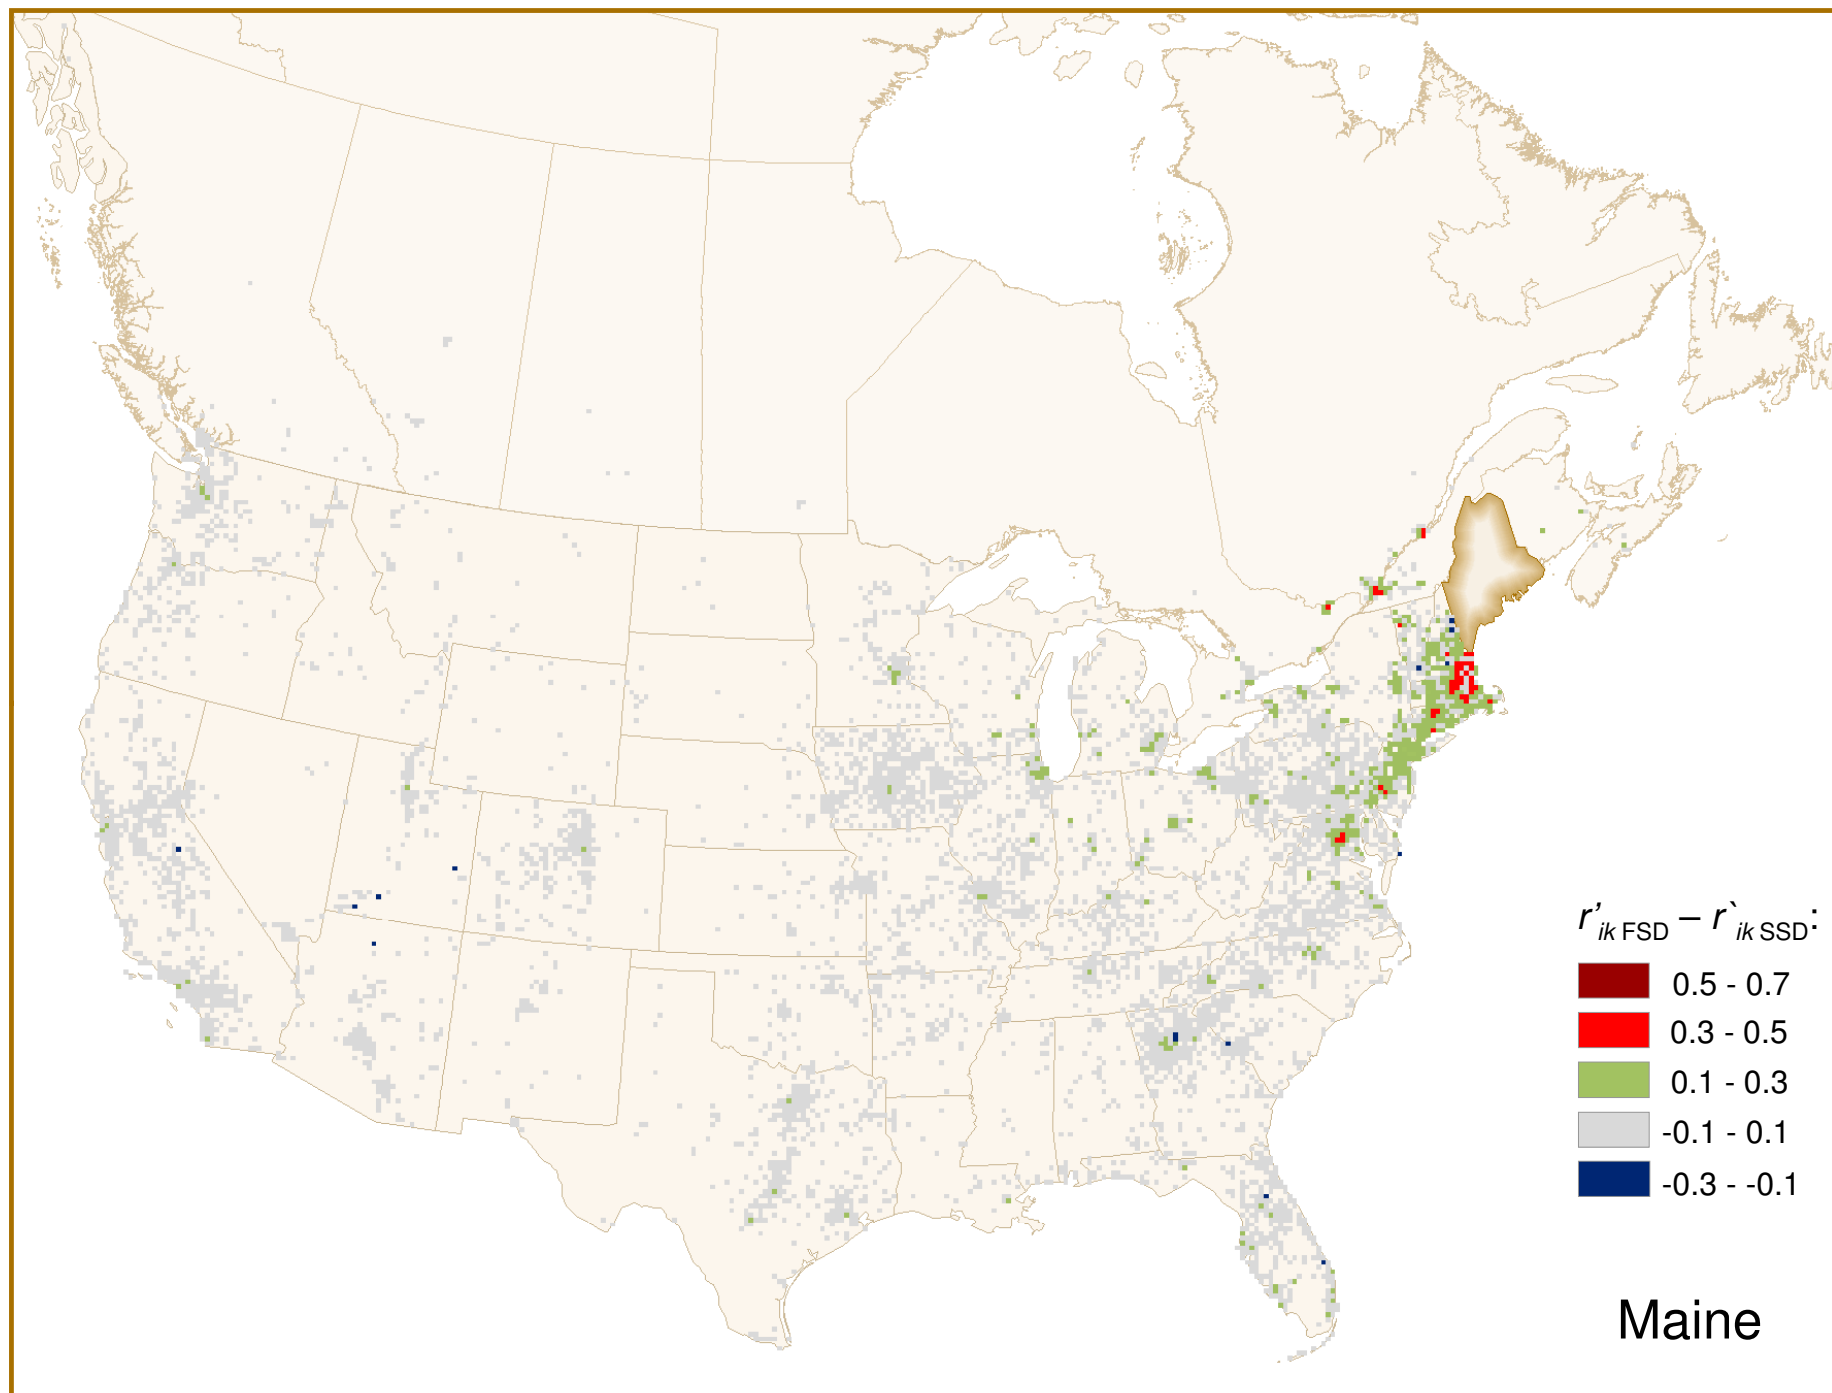 r’ik FSD – r`ik SSD:
0.5 - 0.7
0.3 - 0.5
0.1 - 0.3
-0.1 - 0.1
-0.3 - -0.1
Maine